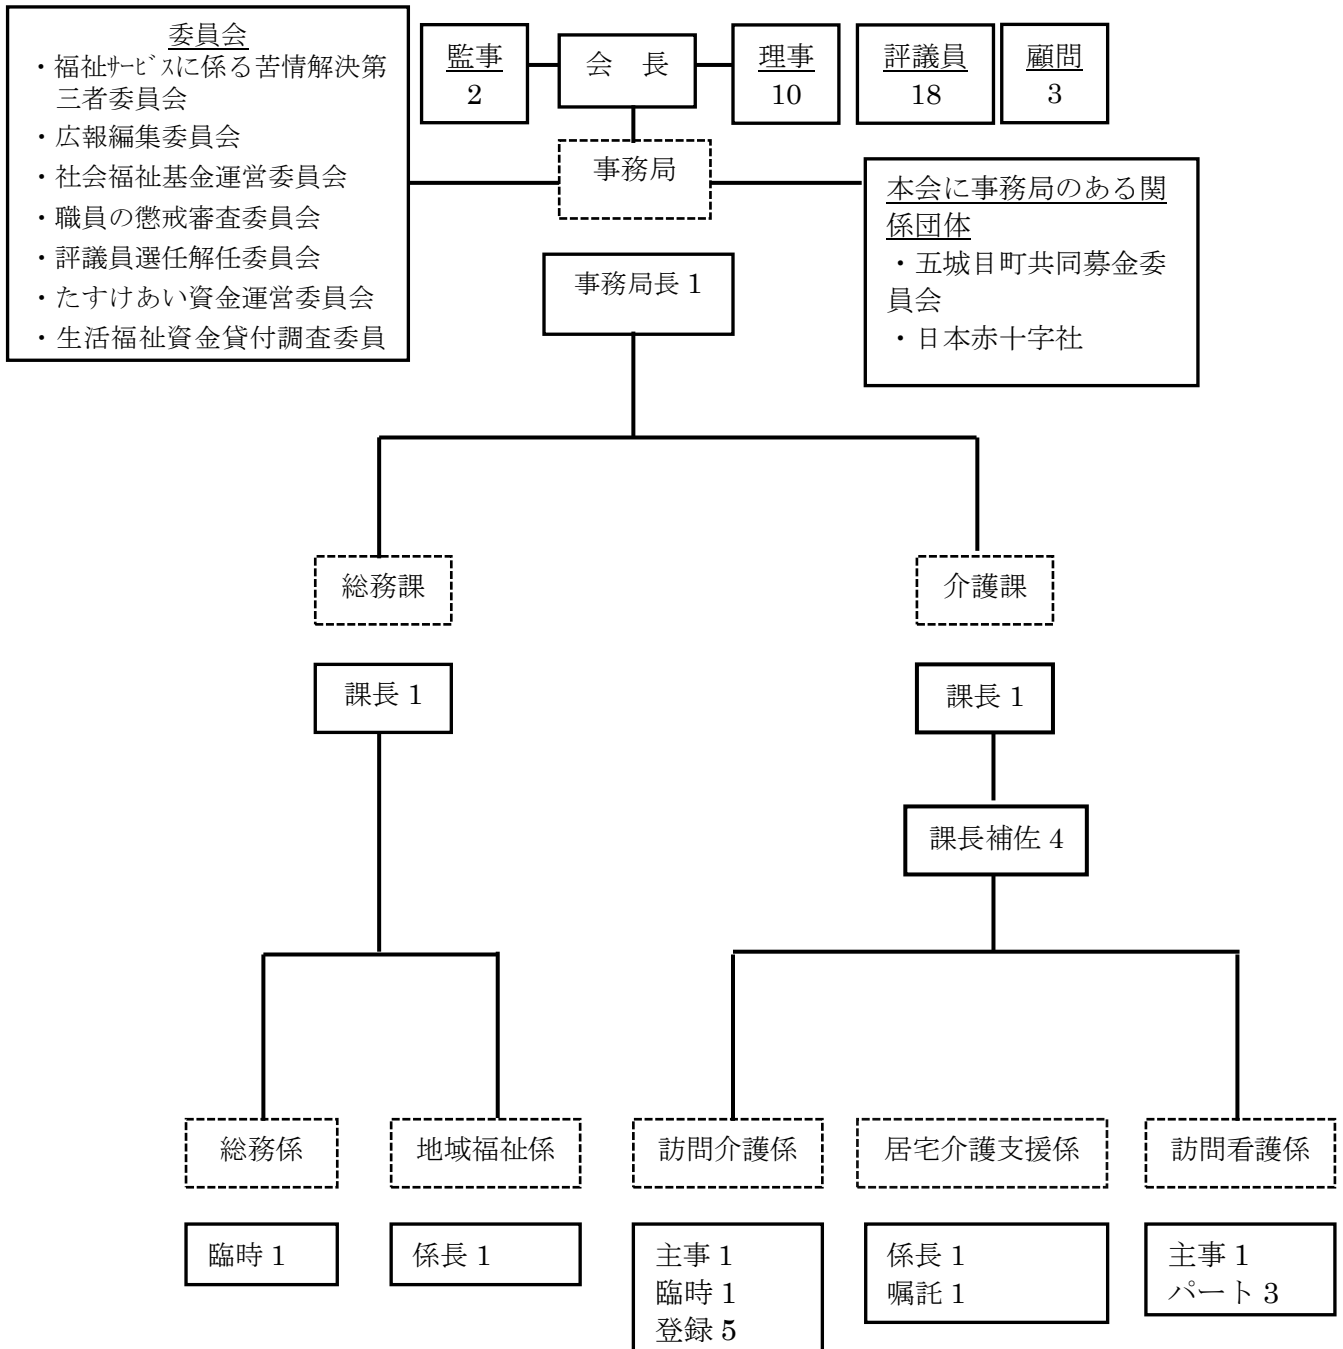 委員会
・福祉ｻｰﾋﾞｽに係る苦情解決第
三者委員会
・広報編集委員会
・社会福祉基金運営委員会
・職員の懲戒審査委員会
・評議員選任解任委員会
・たすけあい資金運営委員会
・生活福祉資金貸付調査委員
監事
2
会　長
理事
10
評議員
18
顧問
3
事務局
本会に事務局のある関
係団体
・五城目町共同募金委
員会
・日本赤十字社
事務局長 1
総務課
介護課
課長 1
課長 1
課長補佐 4
総務係
地域福祉係
訪問介護係
居宅介護支援係
訪問看護係
臨時 1
係長 1
主事 1
臨時 1
登録 5
係長 1
嘱託 1
主事 1
パート 3